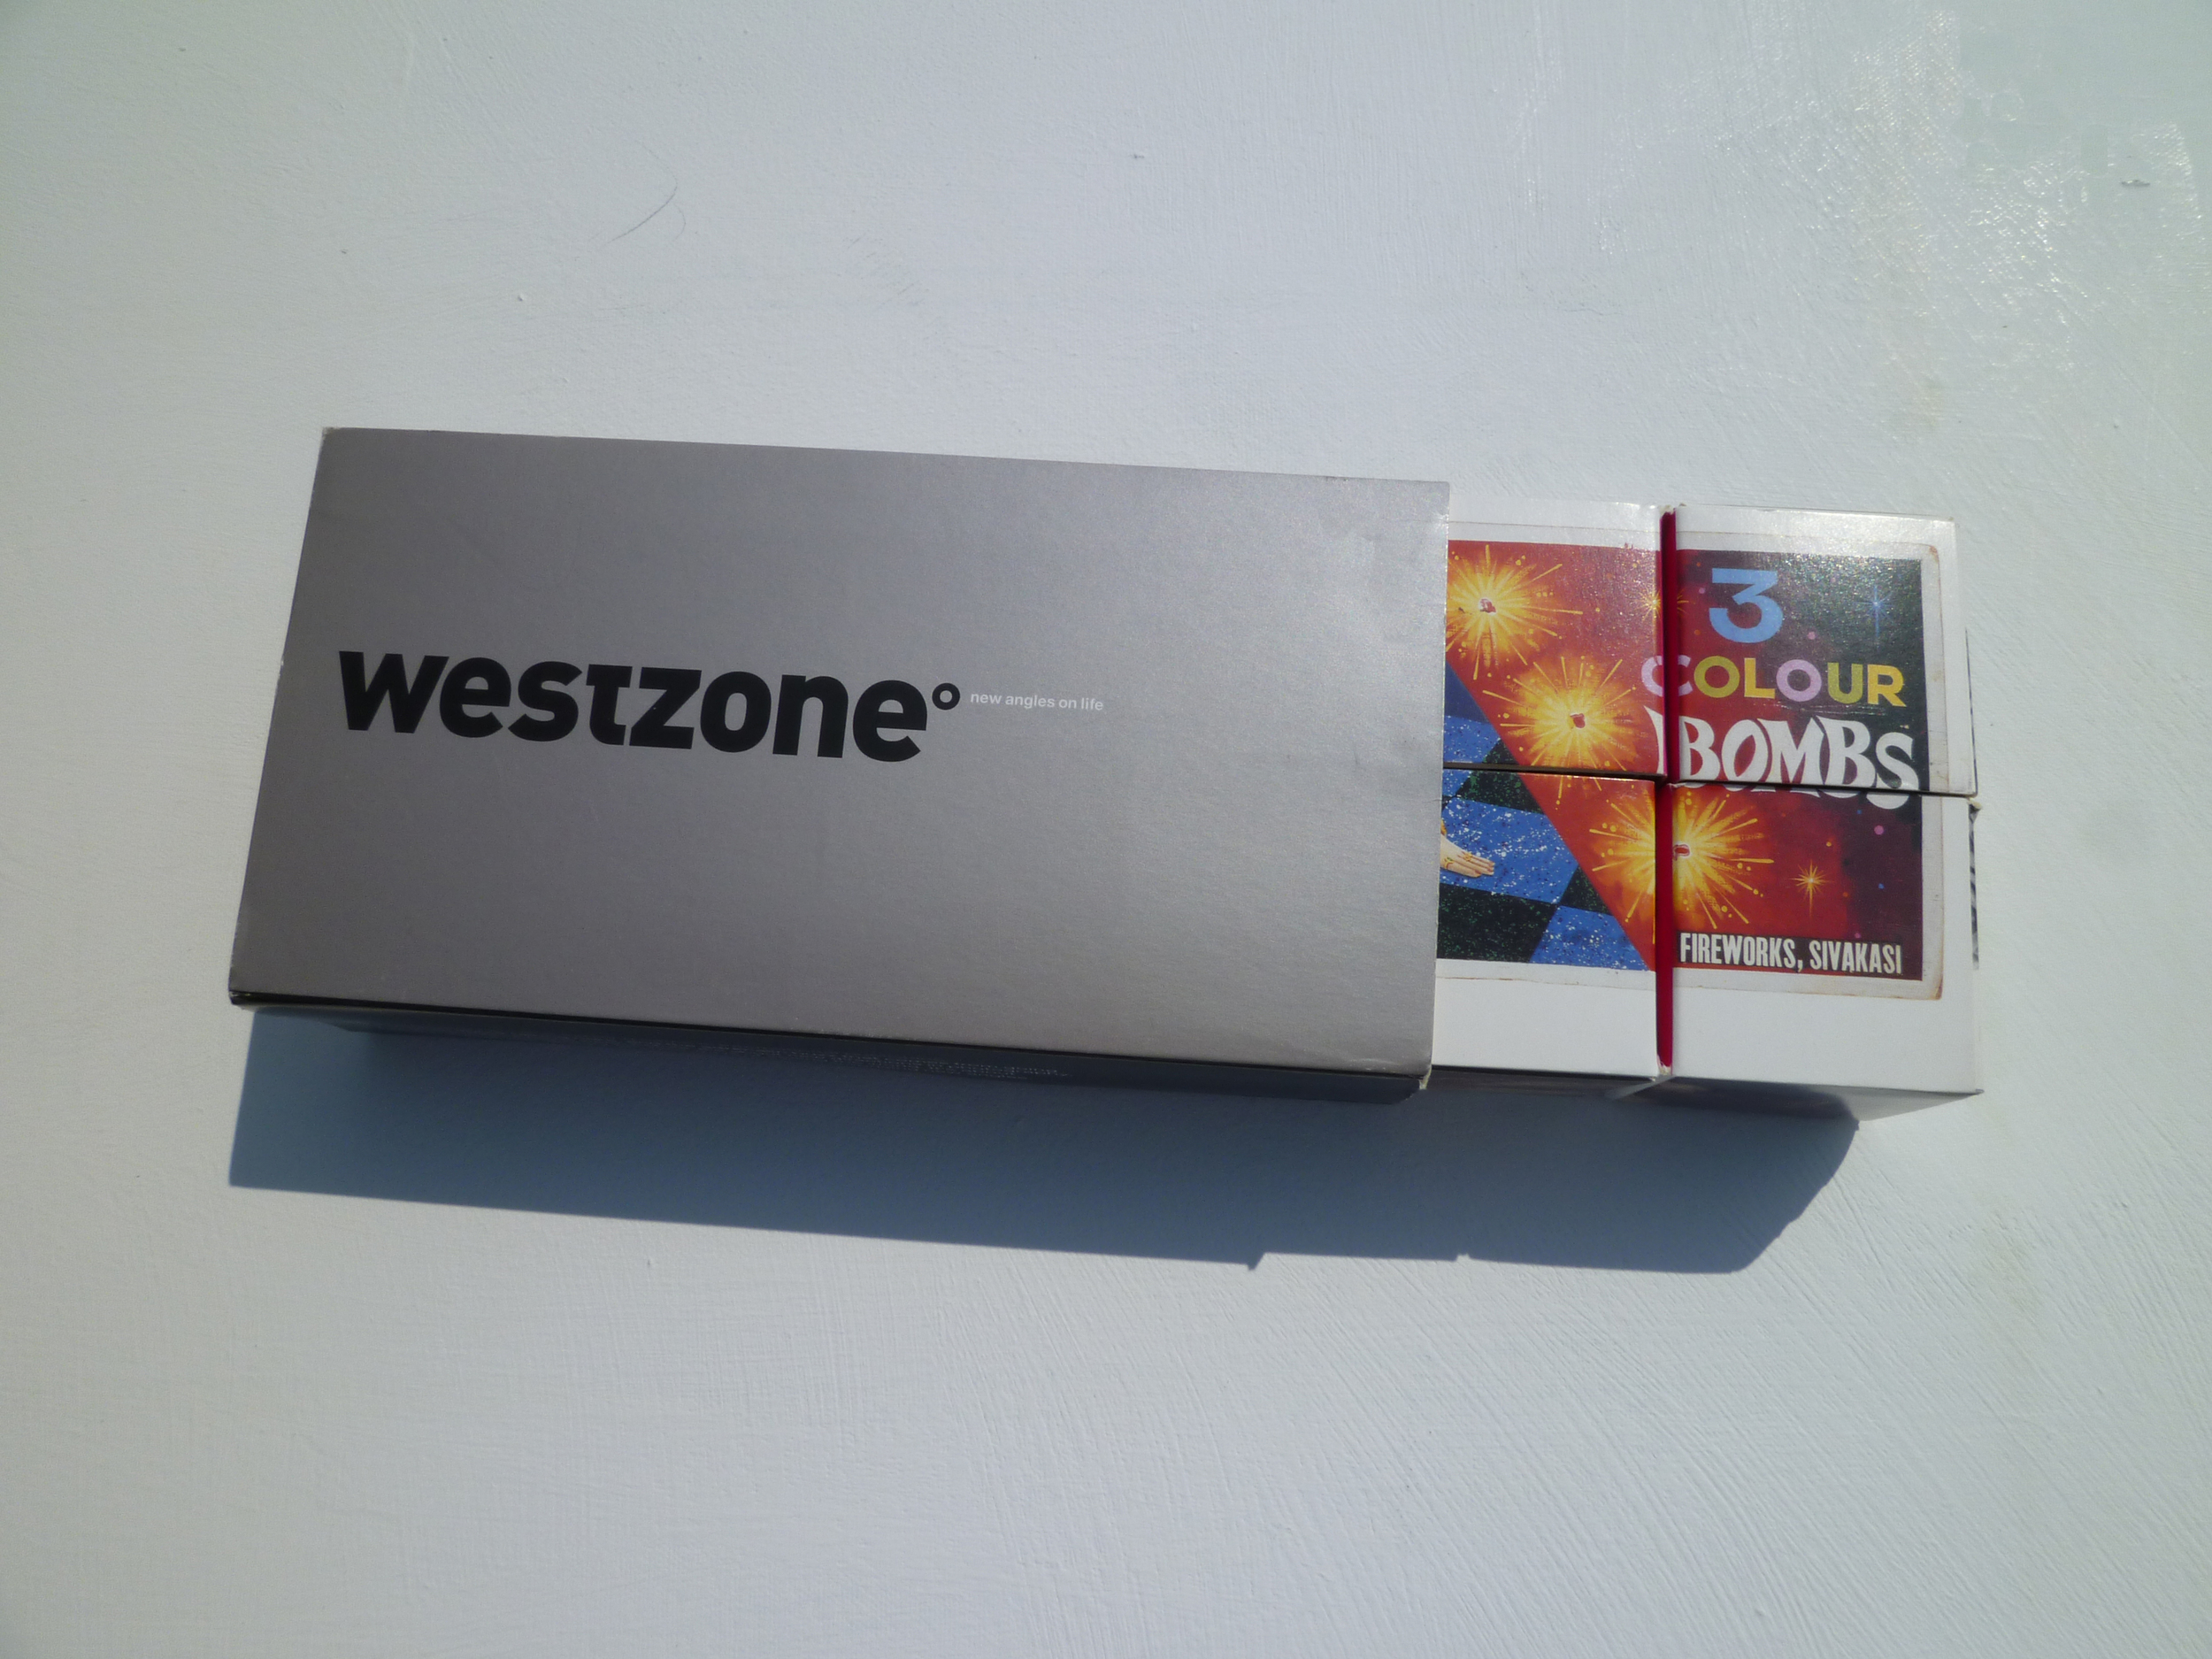 westzone° new angles on life
3
COLOUR
BOMBS
FIREWORKS, SIVAKASI